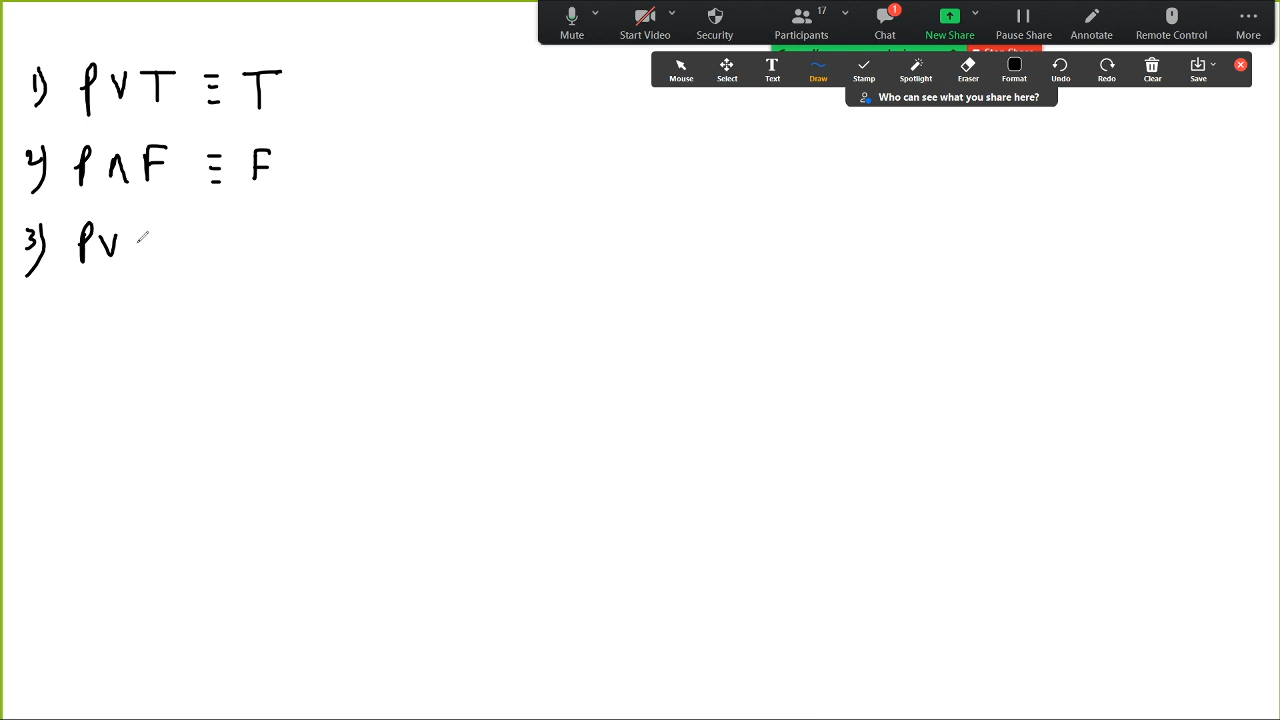 Mute
Start Video
Security
17
Participants
1
Chat
New Share
Pause Share
Annotate
Remote Control
More
Mouse
Select
T
Text
Draw
Stamp
Spotlight
Eraser
Format
Undo
Redo
Clear
Save
Who can see what you share here?
1) P ∨ T ≡ T
2) P ∧ F ≡ F
3) P ∨